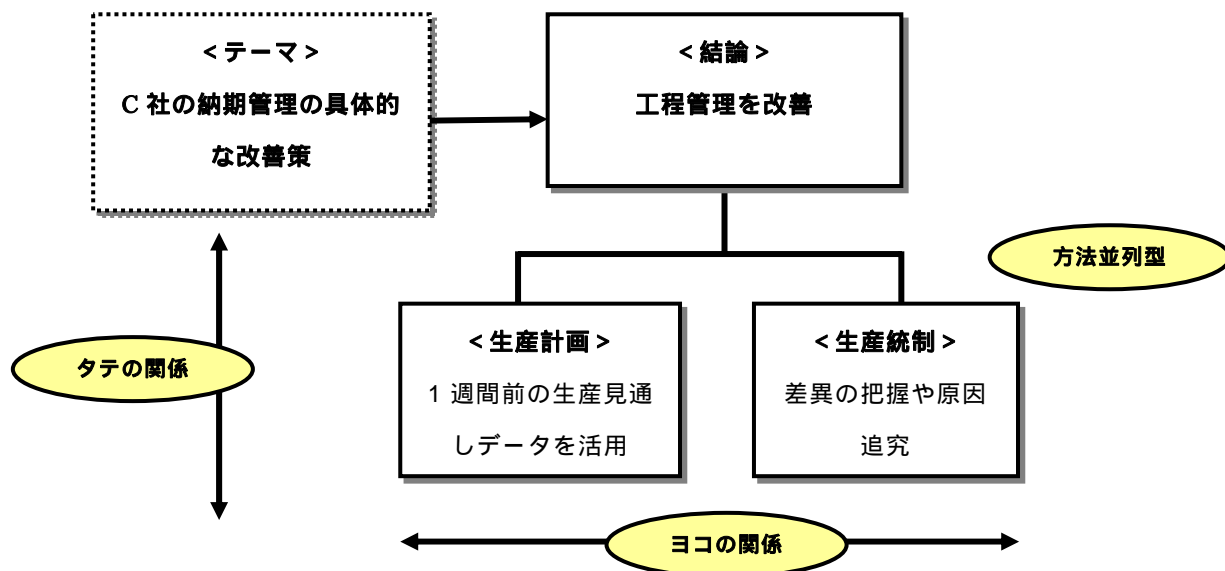 <テーマ>
C 社の納期管理の具体的
な改善策
<結論>
工程管理を改善
方法並列型
タテの関係
<生産計画>
1 週間前の生産見通
しデータを活用
<生産統制>
差異の把握や原因
追究
ヨコの関係